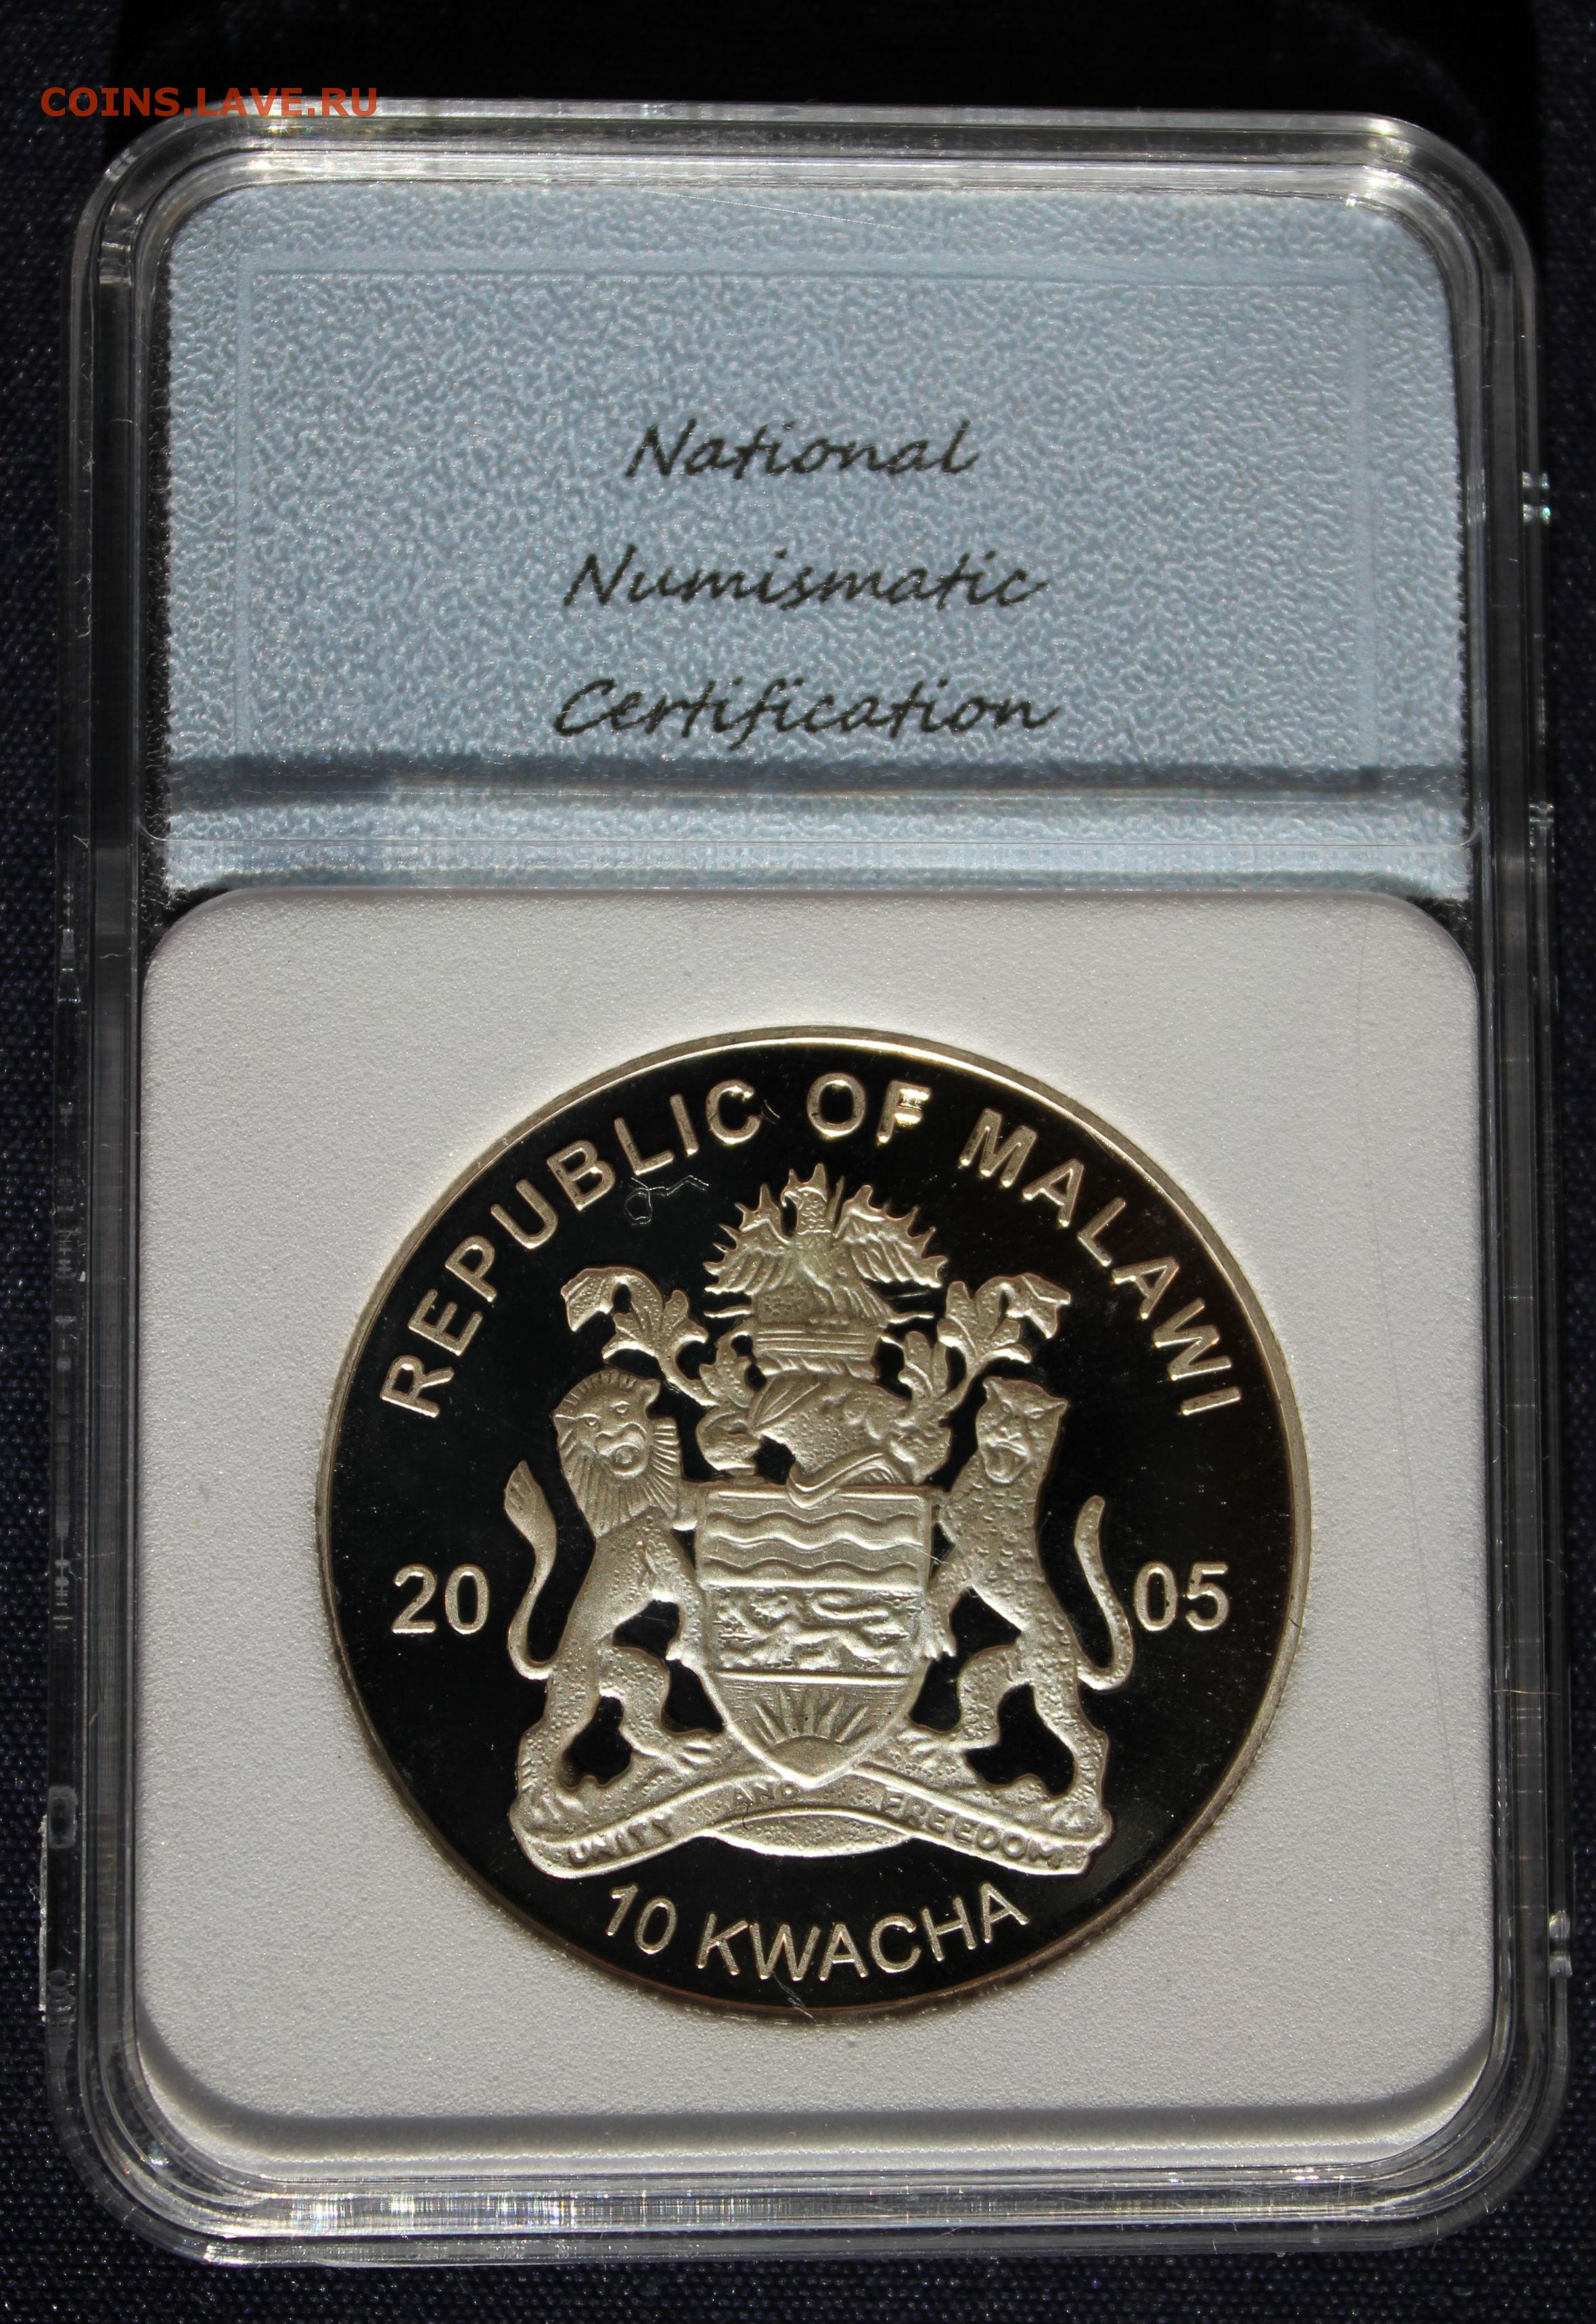 COINS.LAVE.RU
National
Numismatic
Certification
REPUBLIC OF MALAWI
20 05
UNITY AND FREEDOM
10 KWACHA